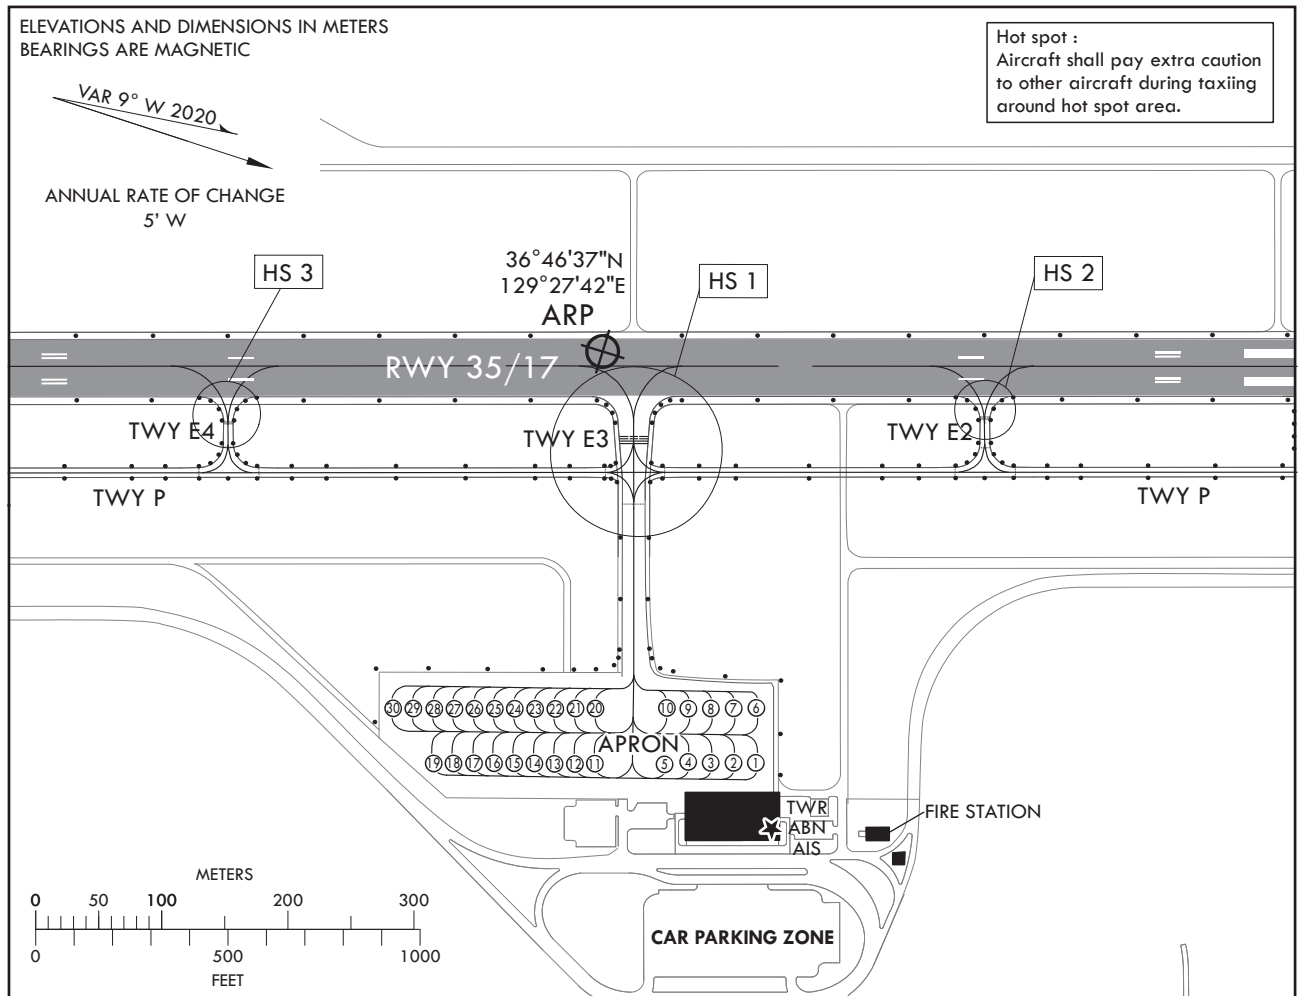 ELEVATIONS AND DIMENSIONS IN METERS
BEARINGS ARE MAGNETIC
Hot spot :
Aircraft shall pay extra caution
to other aircraft during taxiing
around hot spot area.
VAR 9° W 2020
ANNUAL RATE OF CHANGE
5' W
36°46'37"N
129°27'42"E
ARP
HS 3
HS 1
HS 2
RWY 35/17
TWY E4
TWY E3
TWY E2
TWY P
TWY P
30 29 28 27 26 25 24 23 22 21 20 10 9 8 7 6
APRON
19 18 17 16 15 14 13 12 11 5 4 3 2 1
TWR
ABN
AIS
FIRE STATION
CAR PARKING ZONE
METERS
0 50 100 200 300
0 500 1000
FEET